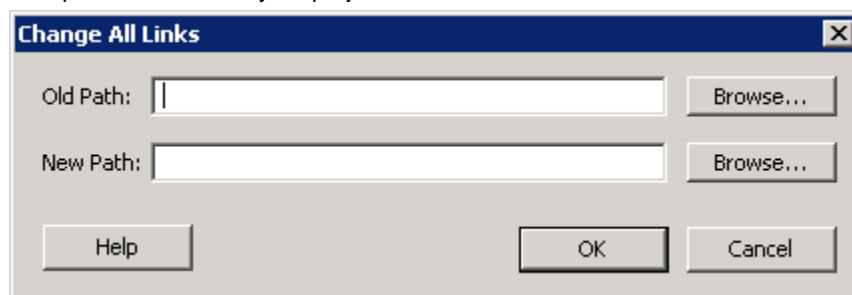 Change All Links
Old Path:
Browse...
New Path:
Browse...
Help
OK
Cancel